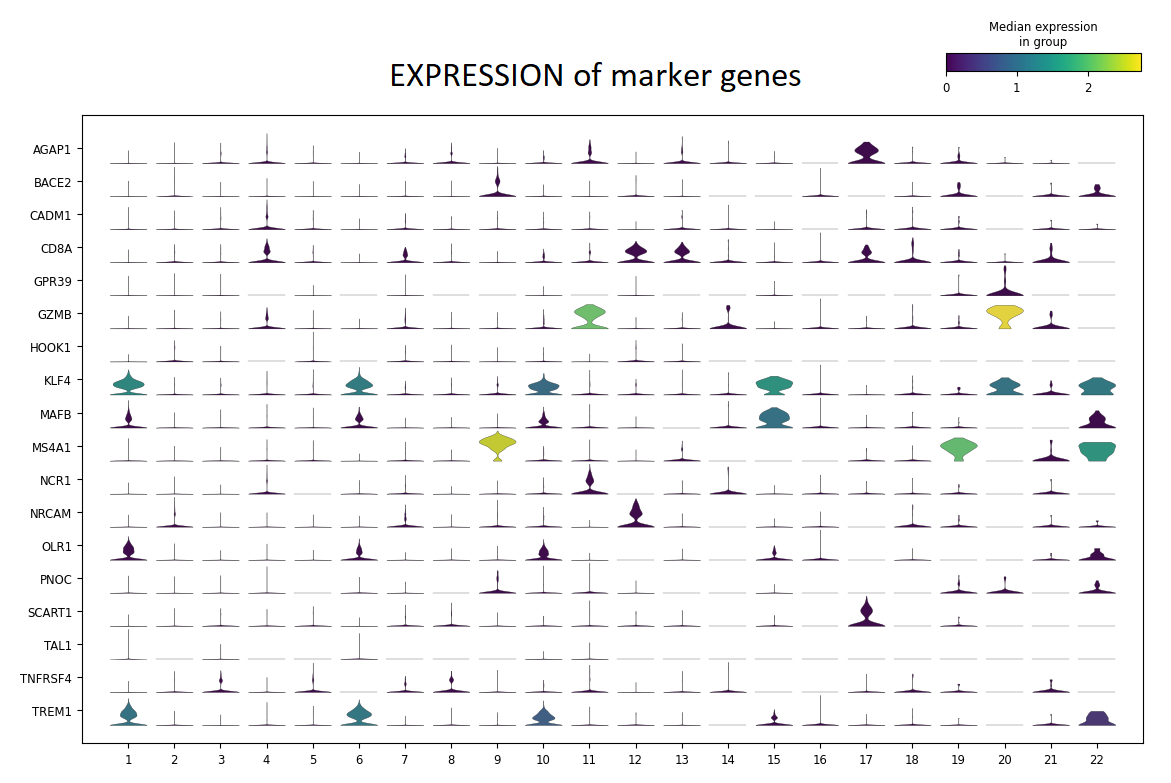 Median expression
in group
0 1 2
EXPRESSION of marker genes
AGAP1
BACE2
CADM1
CD8A
GPR39
GZMB
HOOK1
KLF4
MAFB
MS4A1
NCR1
NRCAM
OLR1
PNOC
SCART1
TAL1
TNFRSF4
TREM1
1 2 3 4 5 6 7 8 9 10 11 12 13 14 15 16 17 18 19 20 21 22